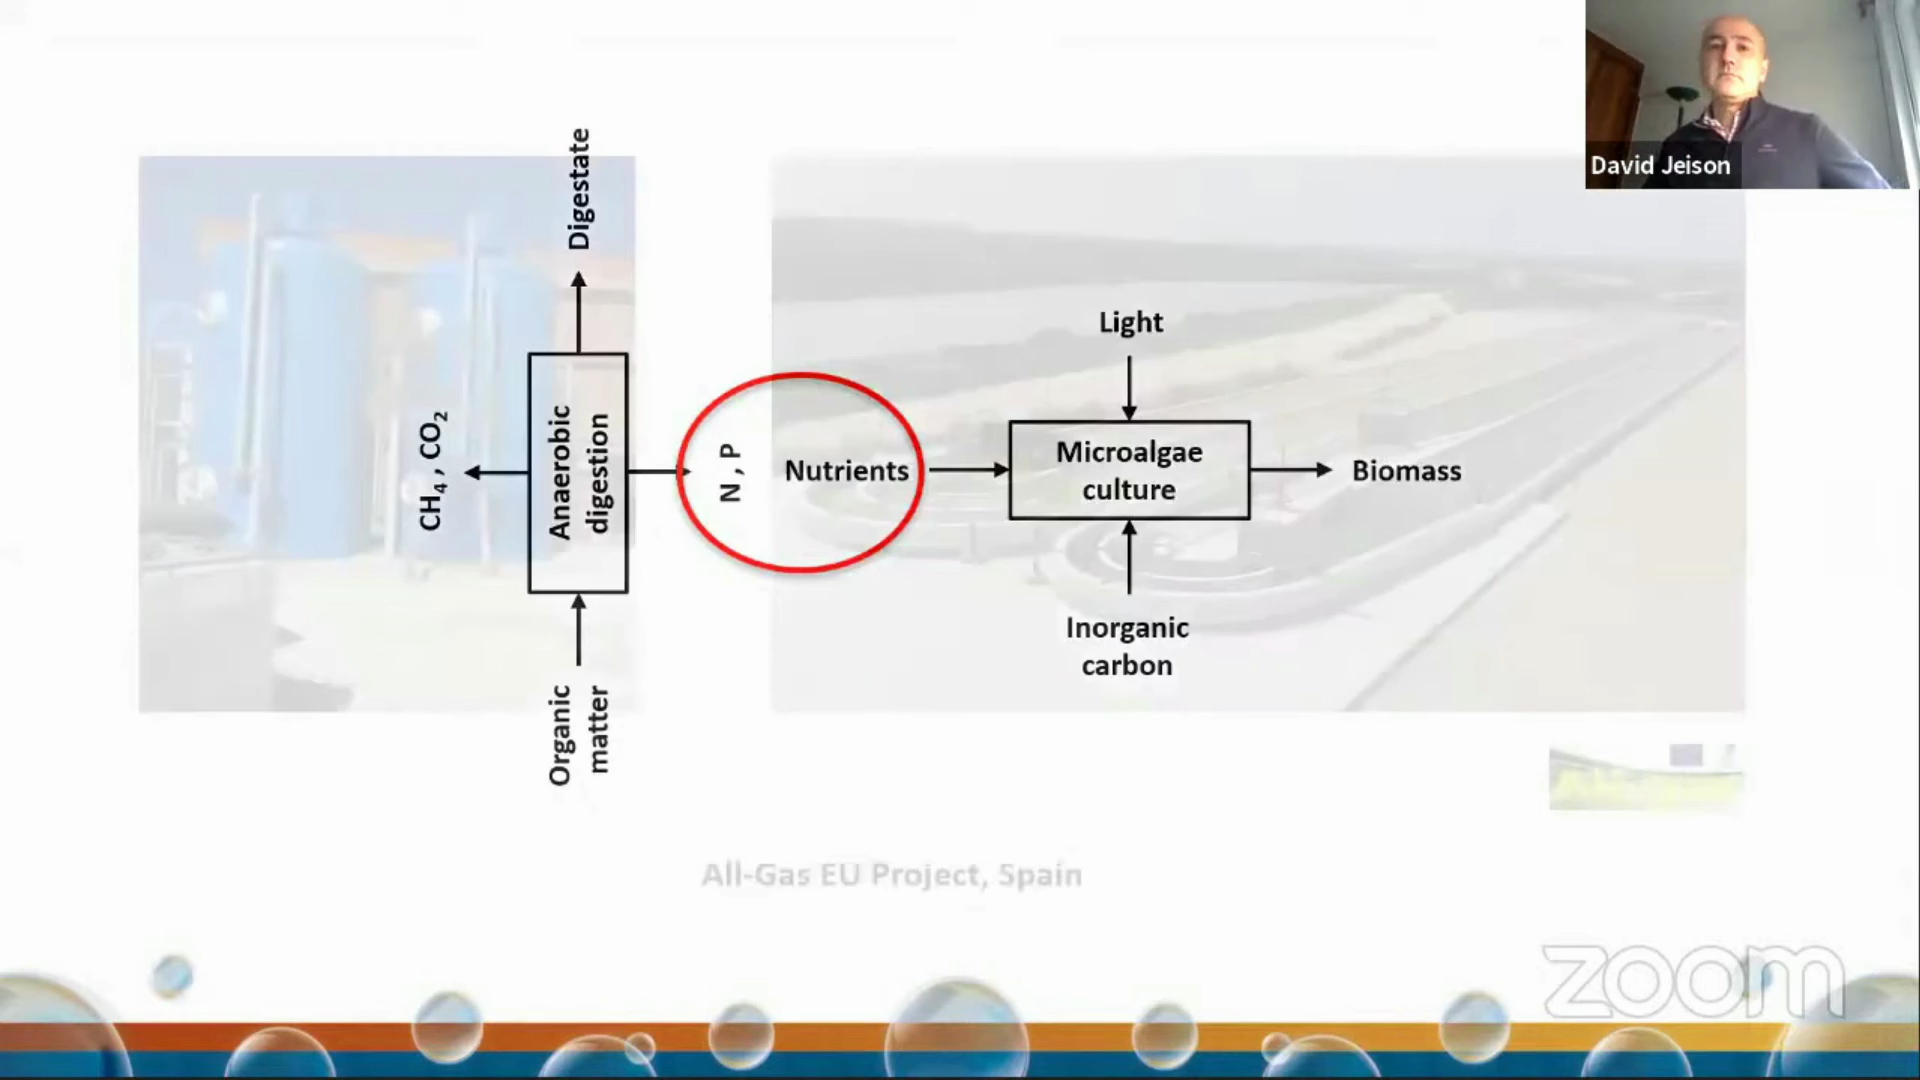 David Jeison
Digestate
Light
CH₄ , CO₂
Anaerobic
digestion
N , P
Nutrients
Microalgae
culture
Biomass
Inorganic
carbon
Organic
matter
All-Gas EU Project, Spain
zoom